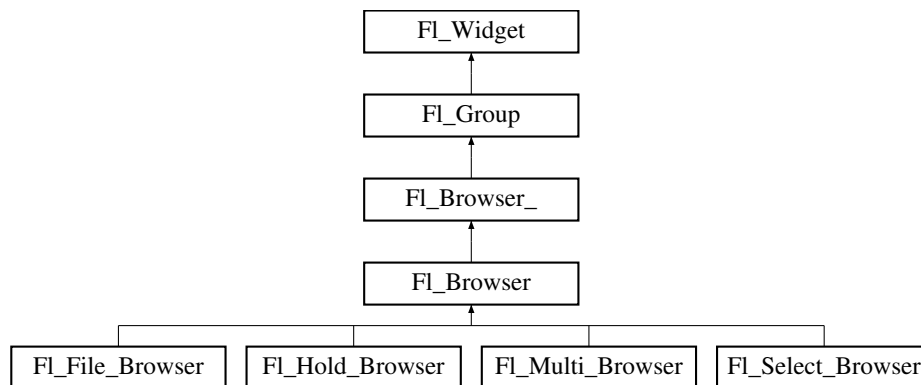 Fl_Widget
Fl_Group
Fl_Browser_
Fl_Browser
Fl_File_Browser Fl_Hold_Browser Fl_Multi_Browser Fl_Select_Browser